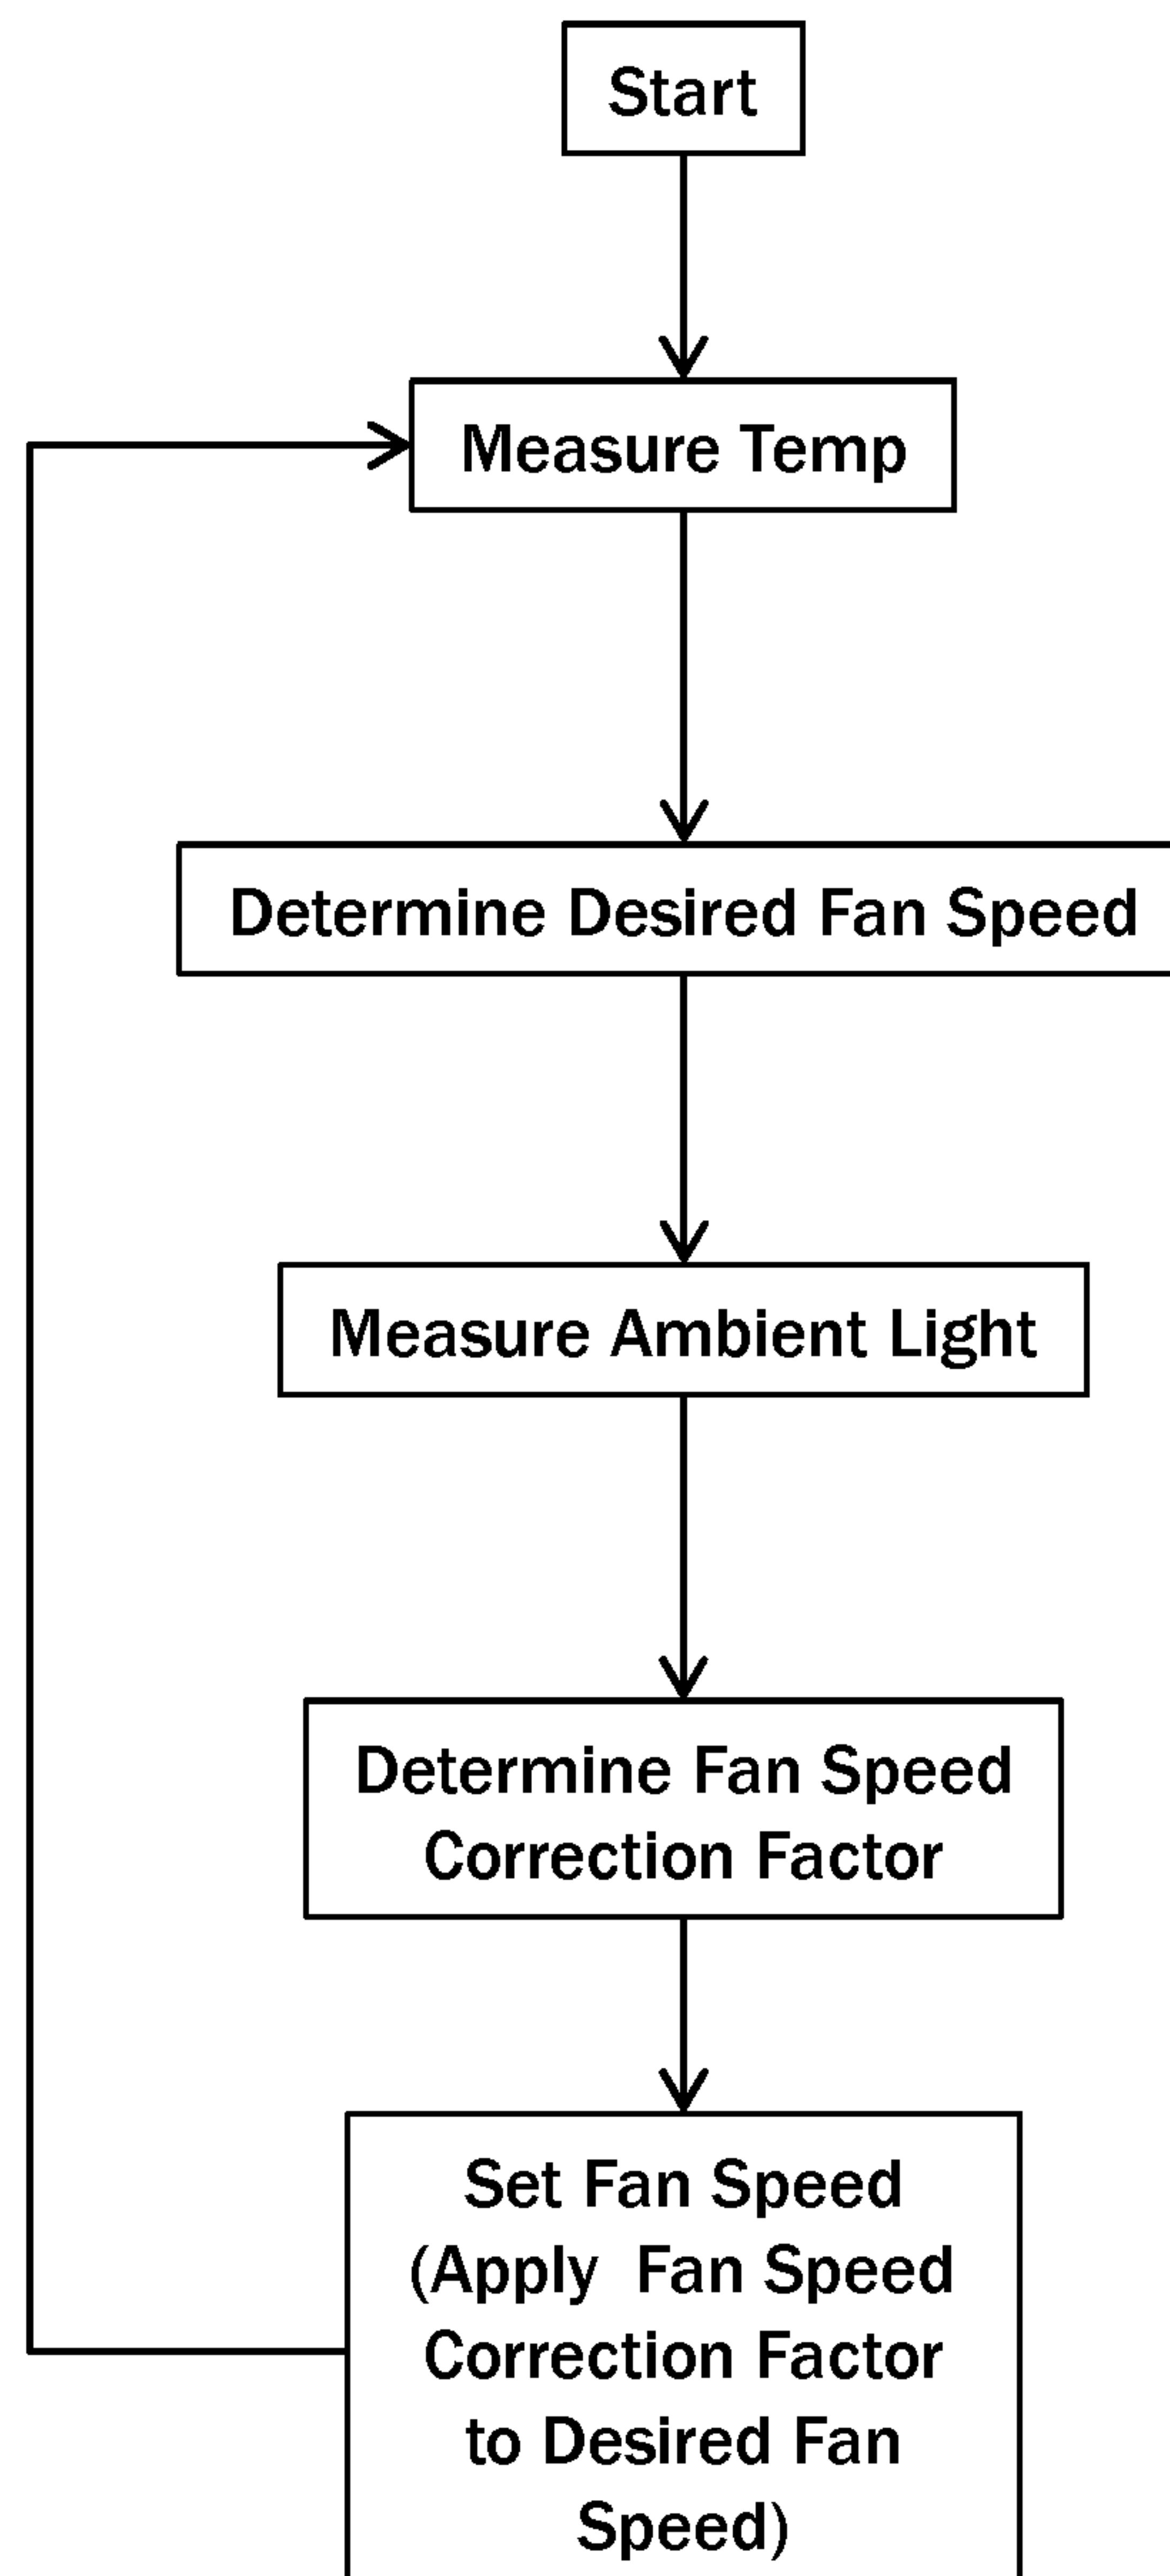 Start
Measure Temp
Determine Desired Fan Speed
Measure Ambient Light
Determine Fan Speed
Correction Factor
Set Fan Speed
(Apply  Fan Speed
Correction Factor
to Desired Fan
Speed)